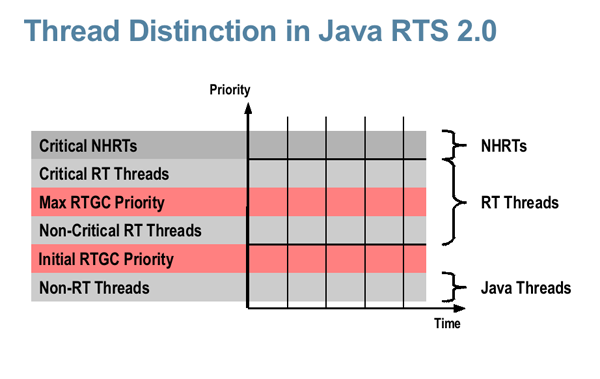 Thread Distinction in Java RTS 2.0
Priority
Critical NHRTs
NHRTs
Critical RT Threads
Max RTGC Priority
RT Threads
Non-Critical RT Threads
Initial RTGC Priority
Non-RT Threads
Java Threads
Time